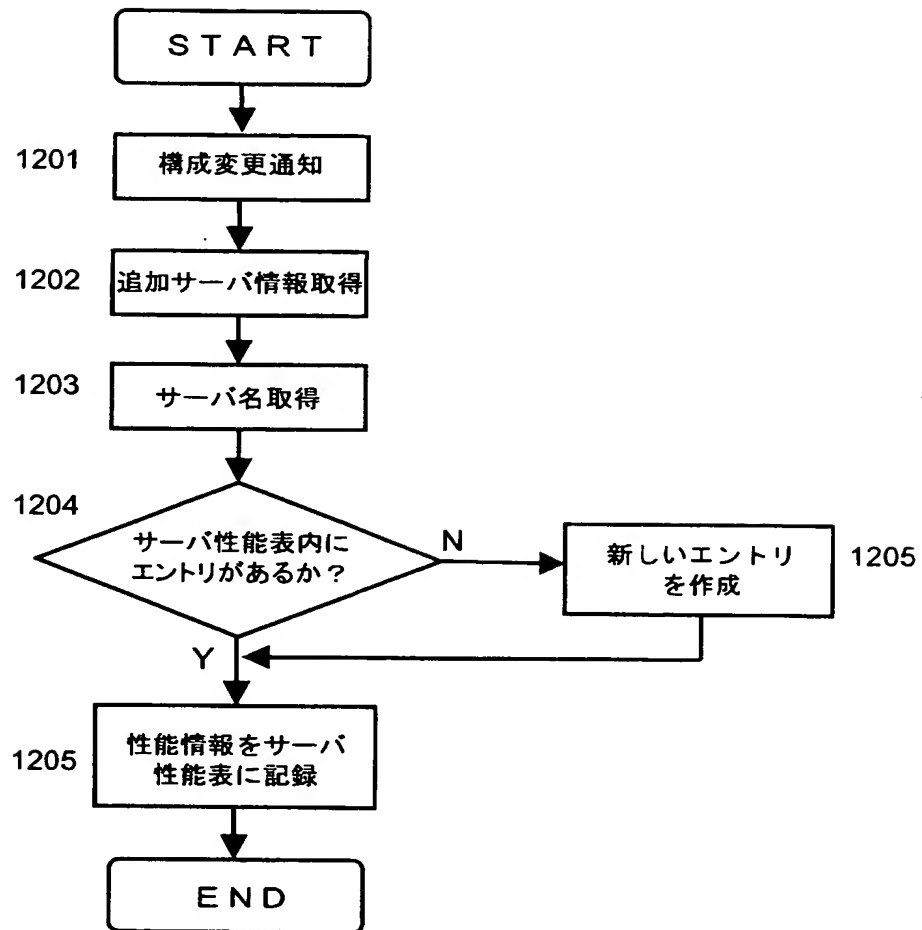 START
1201
構成変更通知
1202
追加サーバ情報取得
1203
サーバ名取得
1204
サーバ性能表内に
エントリがあるか?
N
新しいエントリ
を作成
1205
Y
1205
性能情報をサーバ
性能表に記録
END